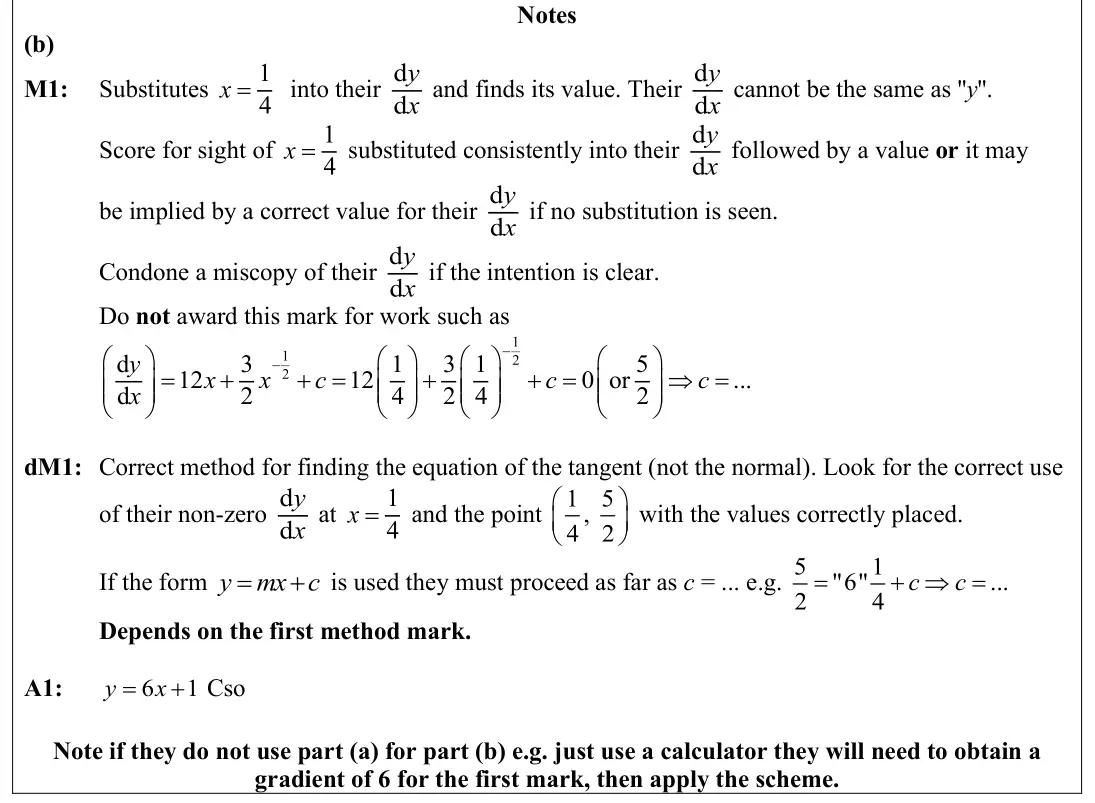 Notes
(b)
M1: Substitutes x = 1/4 into their dy/dx and finds its value. Their dy/dx cannot be the same as "y".
Score for sight of x = 1/4 substituted consistently into their dy/dx followed by a value or it may
be implied by a correct value for their dy/dx if no substitution is seen.
Condone a miscopy of their dy/dx if the intention is clear.
Do not award this mark for work such as
(dy/dx) = 12x + 3/2 x^(-1/2) + c = 12(1/4) + 3/2 (1/4)^(-1/2) + c = 0 (or 5/2) ⇒ c = ...
dM1: Correct method for finding the equation of the tangent (not the normal). Look for the correct use
of their non-zero dy/dx at x = 1/4 and the point (1/4, 5/2) with the values correctly placed.
If the form y = mx + c is used they must proceed as far as c = ... e.g. 5/2 = "6" 1/4 + c ⇒ c = ...
Depends on the first method mark.
A1: y = 6x + 1 Cso
Note if they do not use part (a) for part (b) e.g. just use a calculator they will need to obtain a
gradient of 6 for the first mark, then apply the scheme.